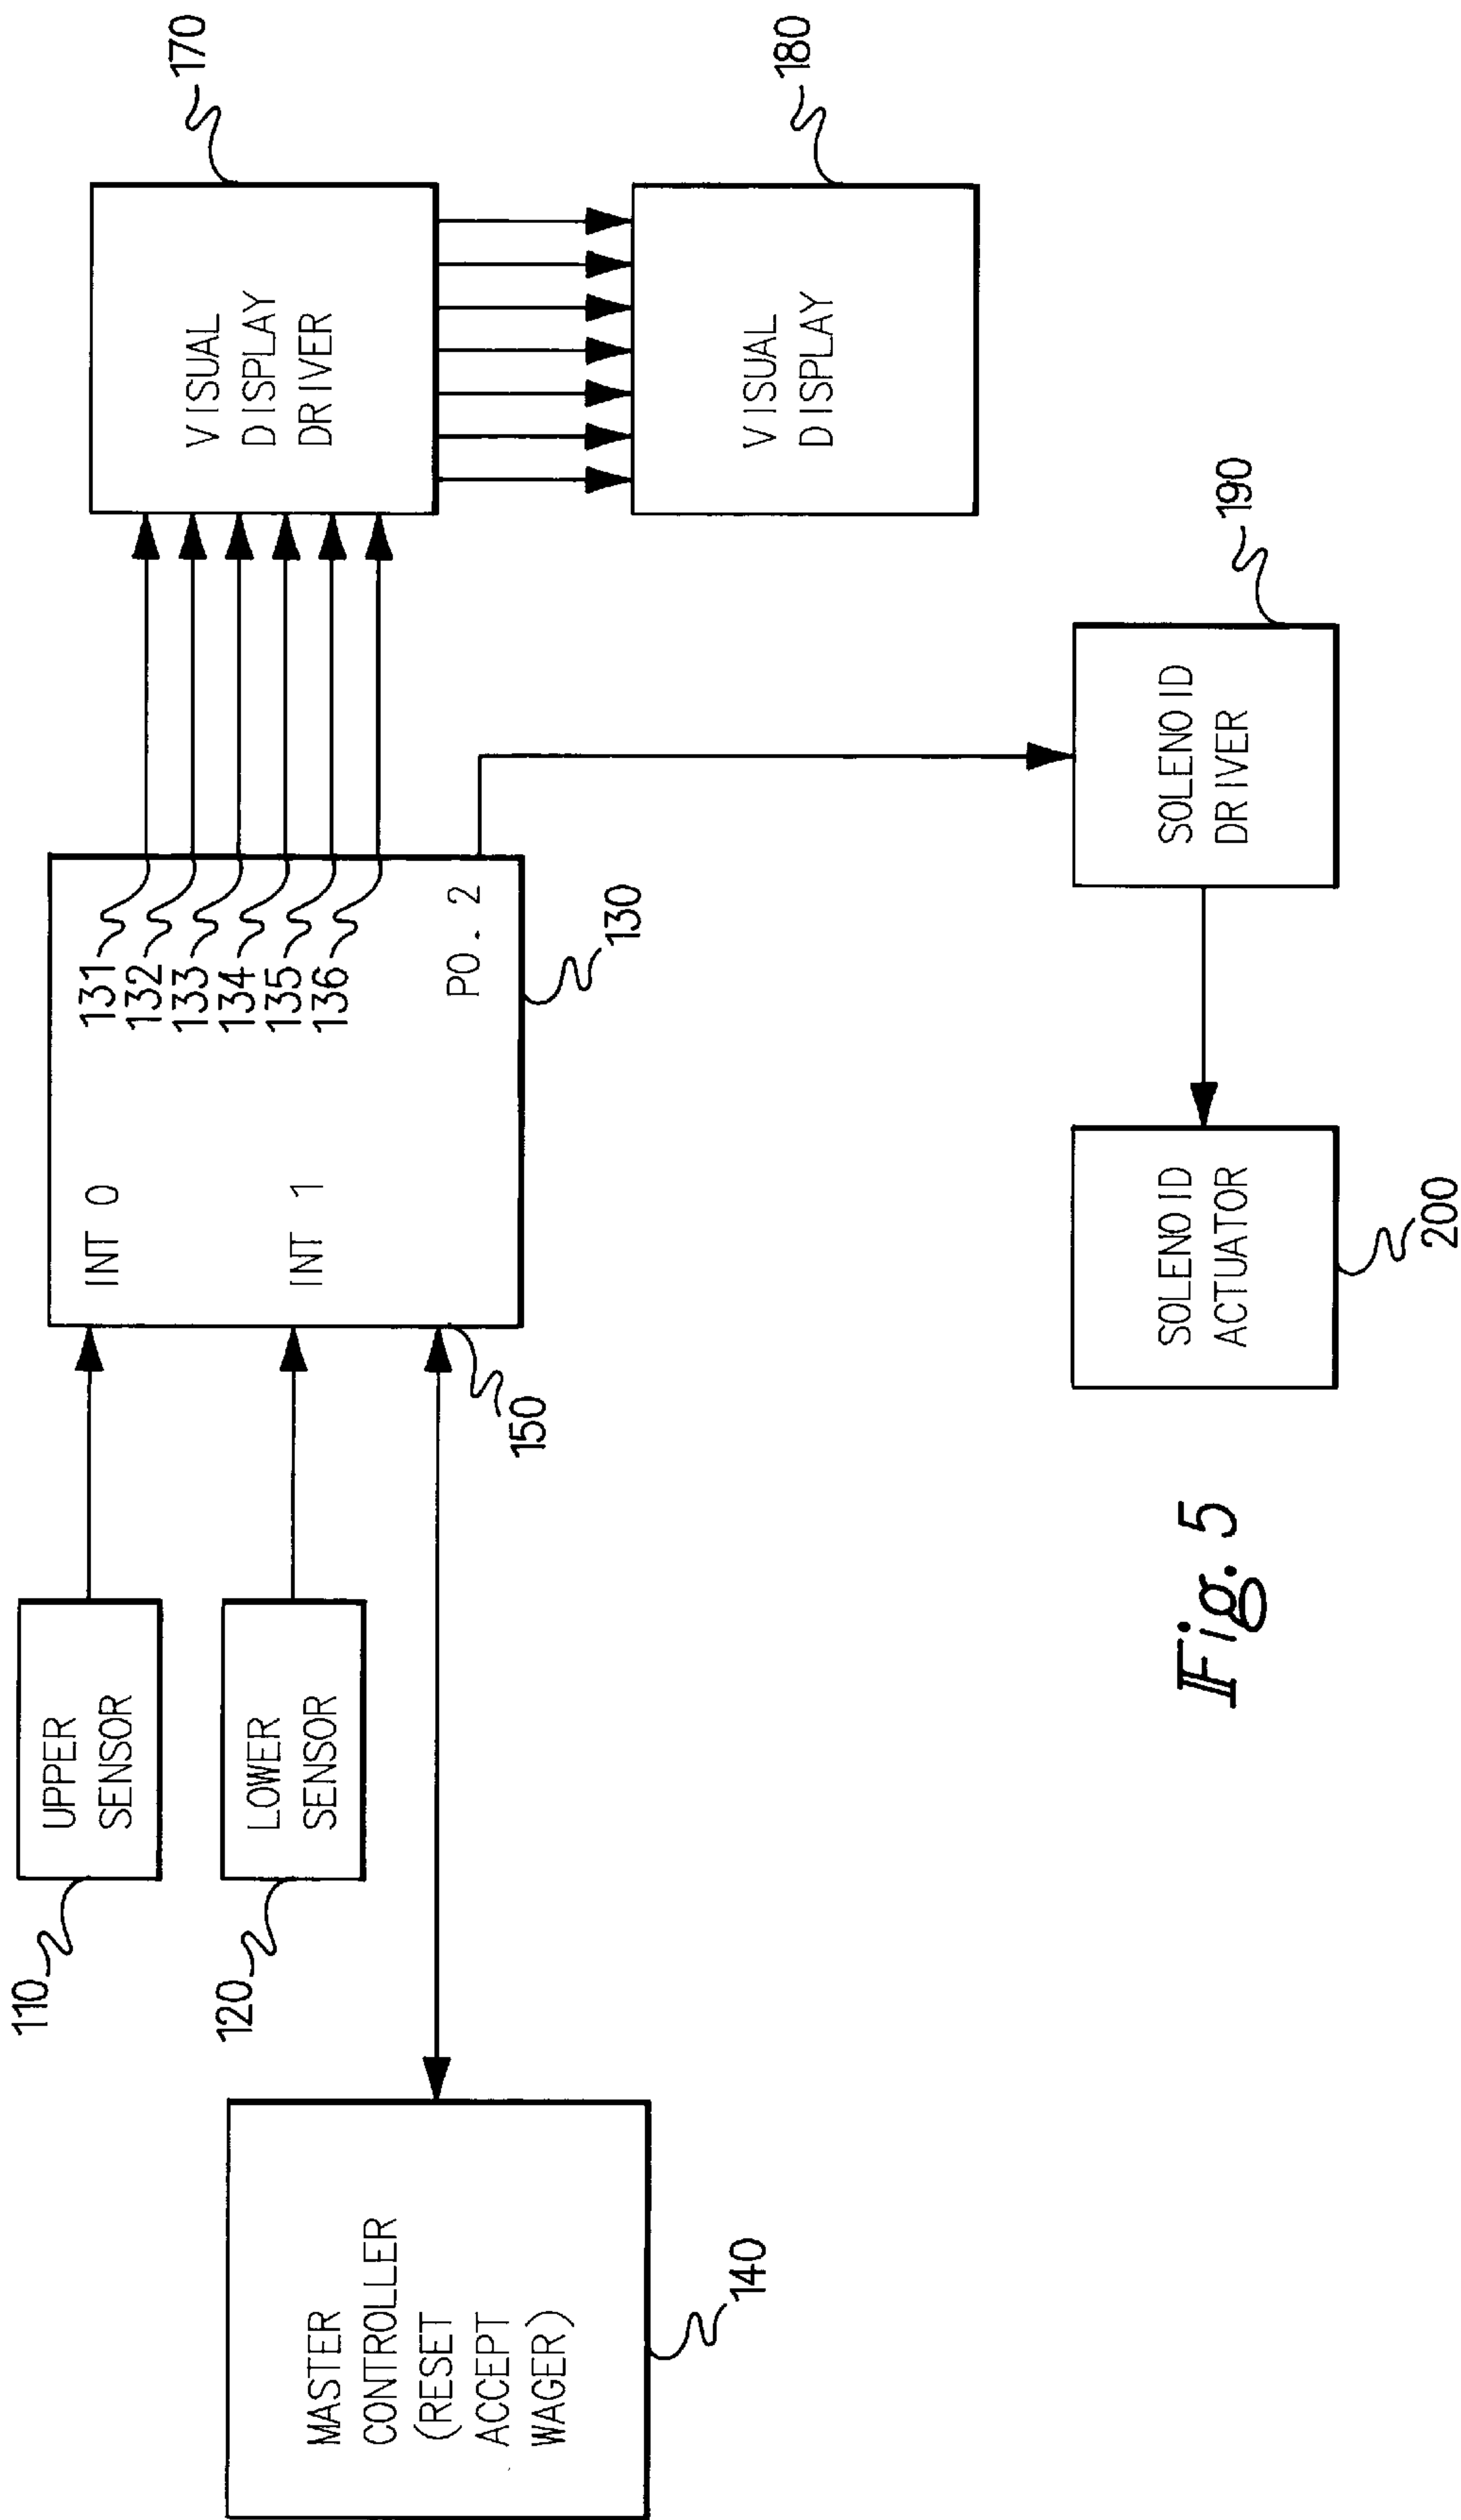 110
UPPER
SENSOR
120
LOWER
SENSOR
MASTER
CONTROLLER
(RESET
ACCEPT
WAGER)
140
INT 0
INT 1
150
131
132
133
134
135
136
PO. 2
130
VISUAL
DISPLAY
DRIVER
170
VISUAL
DISPLAY
180
SOLENOID
DRIVER
190
SOLENOID
ACTUATOR
200
Fig. 5